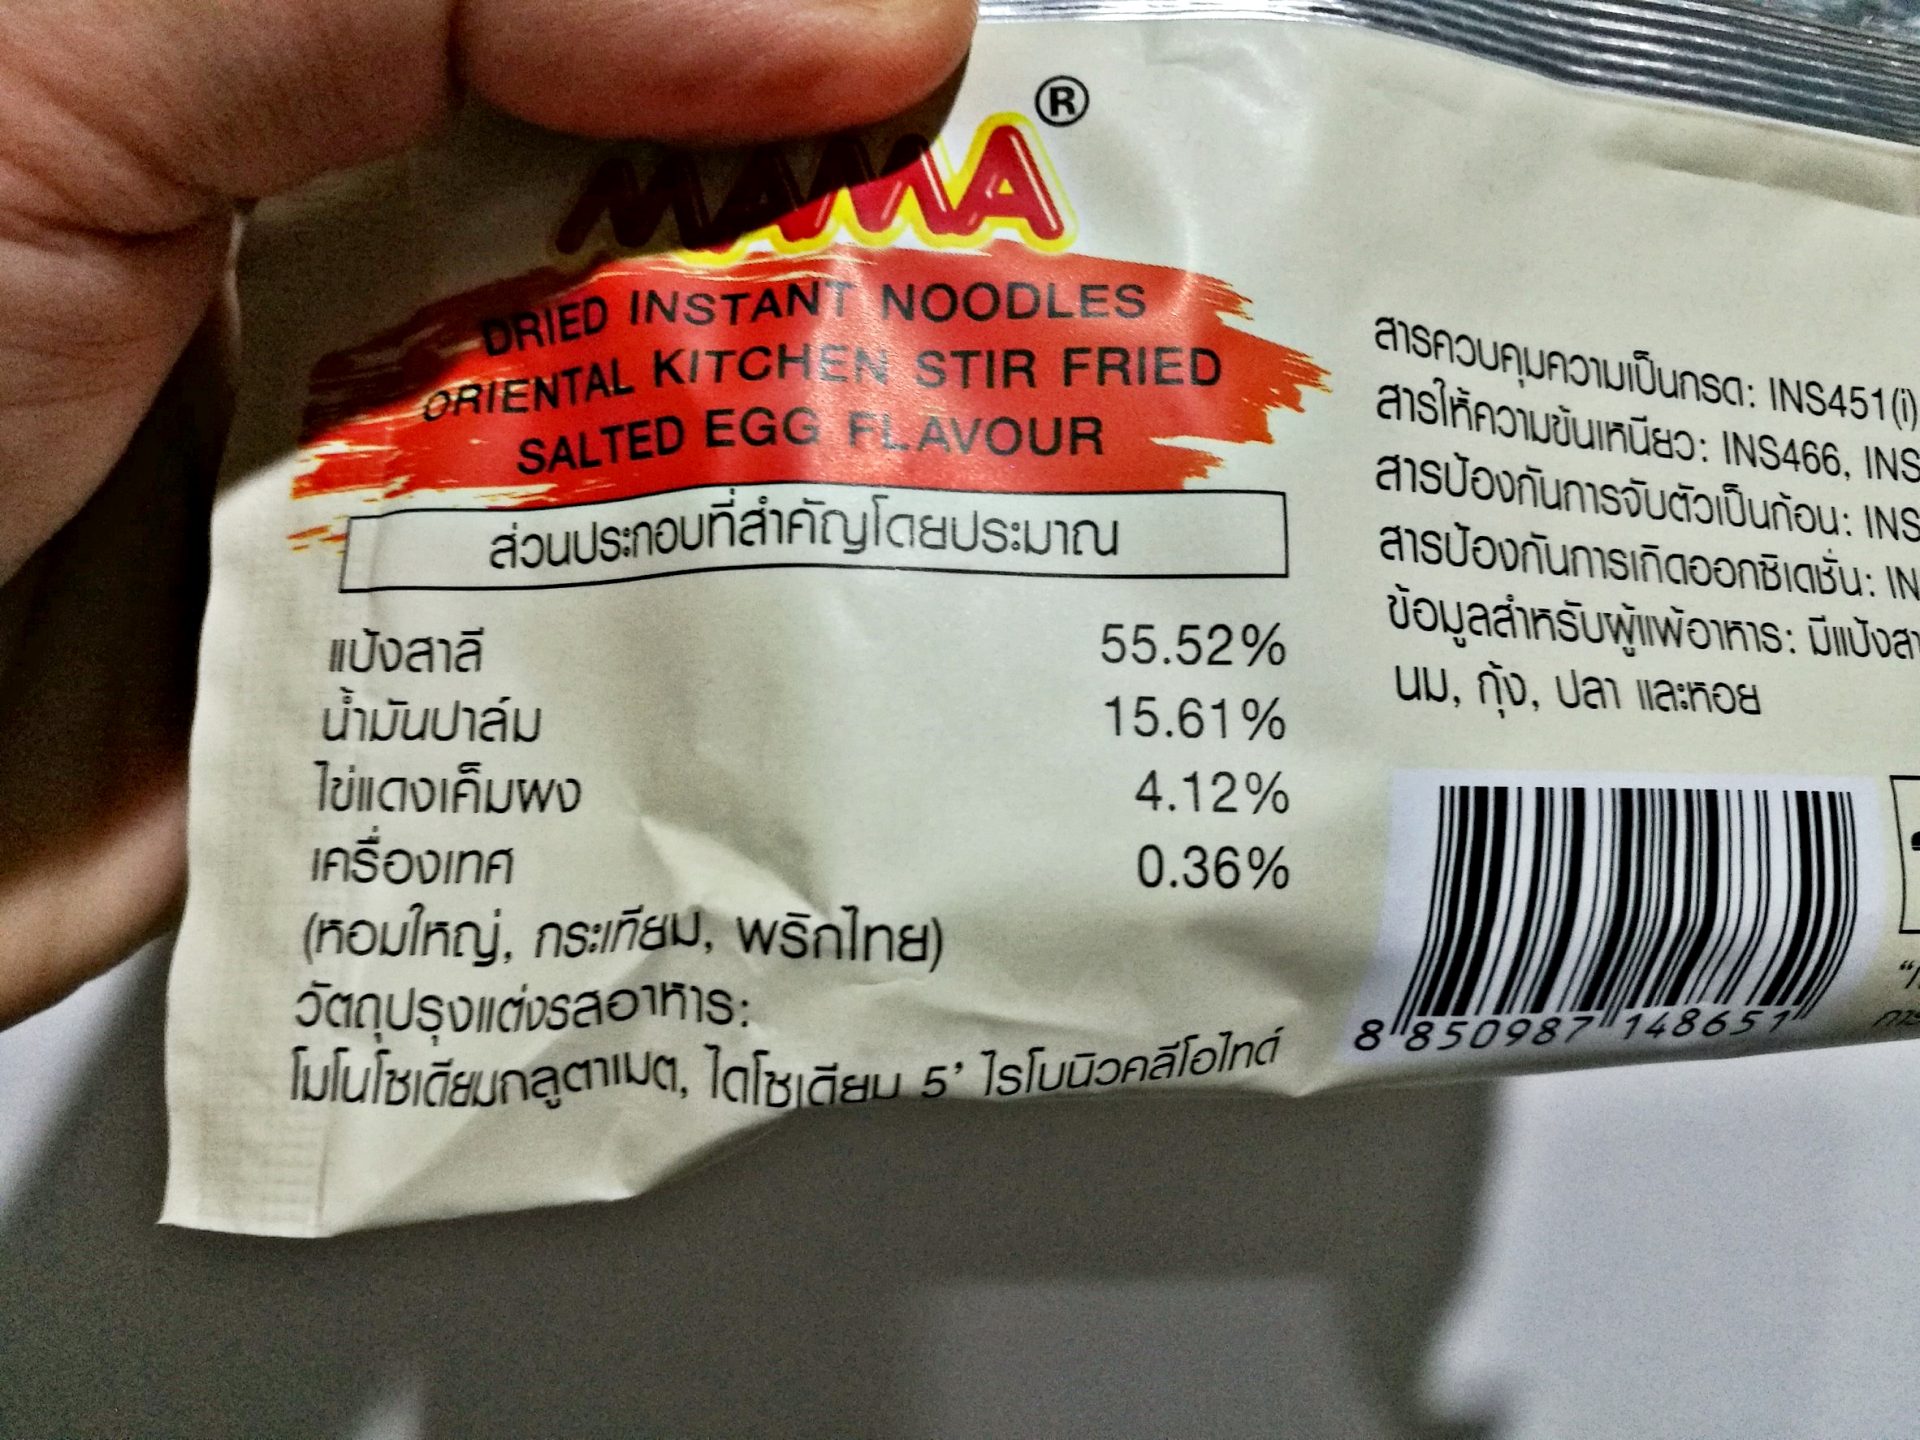 MAMA®
DRIED INSTANT NOODLES
ORIENTAL KITCHEN STIR FRIED
SALTED EGG FLAVOUR
ส่วนประกอบที่สำคัญโดยประมาณ
แป้งสาลี 55.52%
น้ำมันปาล์ม 15.61%
ไข่แดงเค็มผง 4.12%
เครื่องเทศ 0.36%
(หอมใหญ่, กระเทียม, พริกไทย)
วัตถุปรุงแต่งรสอาหาร:
โมโนโซเดียมกลูตาเมต, ไดโซเดียม 5' ไรโบนิวคลีโอไทด์
สารควบคุมความเป็นกรด: INS451(i)
สารให้ความข้นเหนียว: INS466, INS
สารป้องกันการจับตัวเป็นก้อน: INS
สารป้องกันการเกิดออกซิเดชั่น: IN
ข้อมูลสำหรับผู้แพ้อาหาร: มีแป้งสา
นม, กุ้ง, ปลา และหอย
8 850987 148651